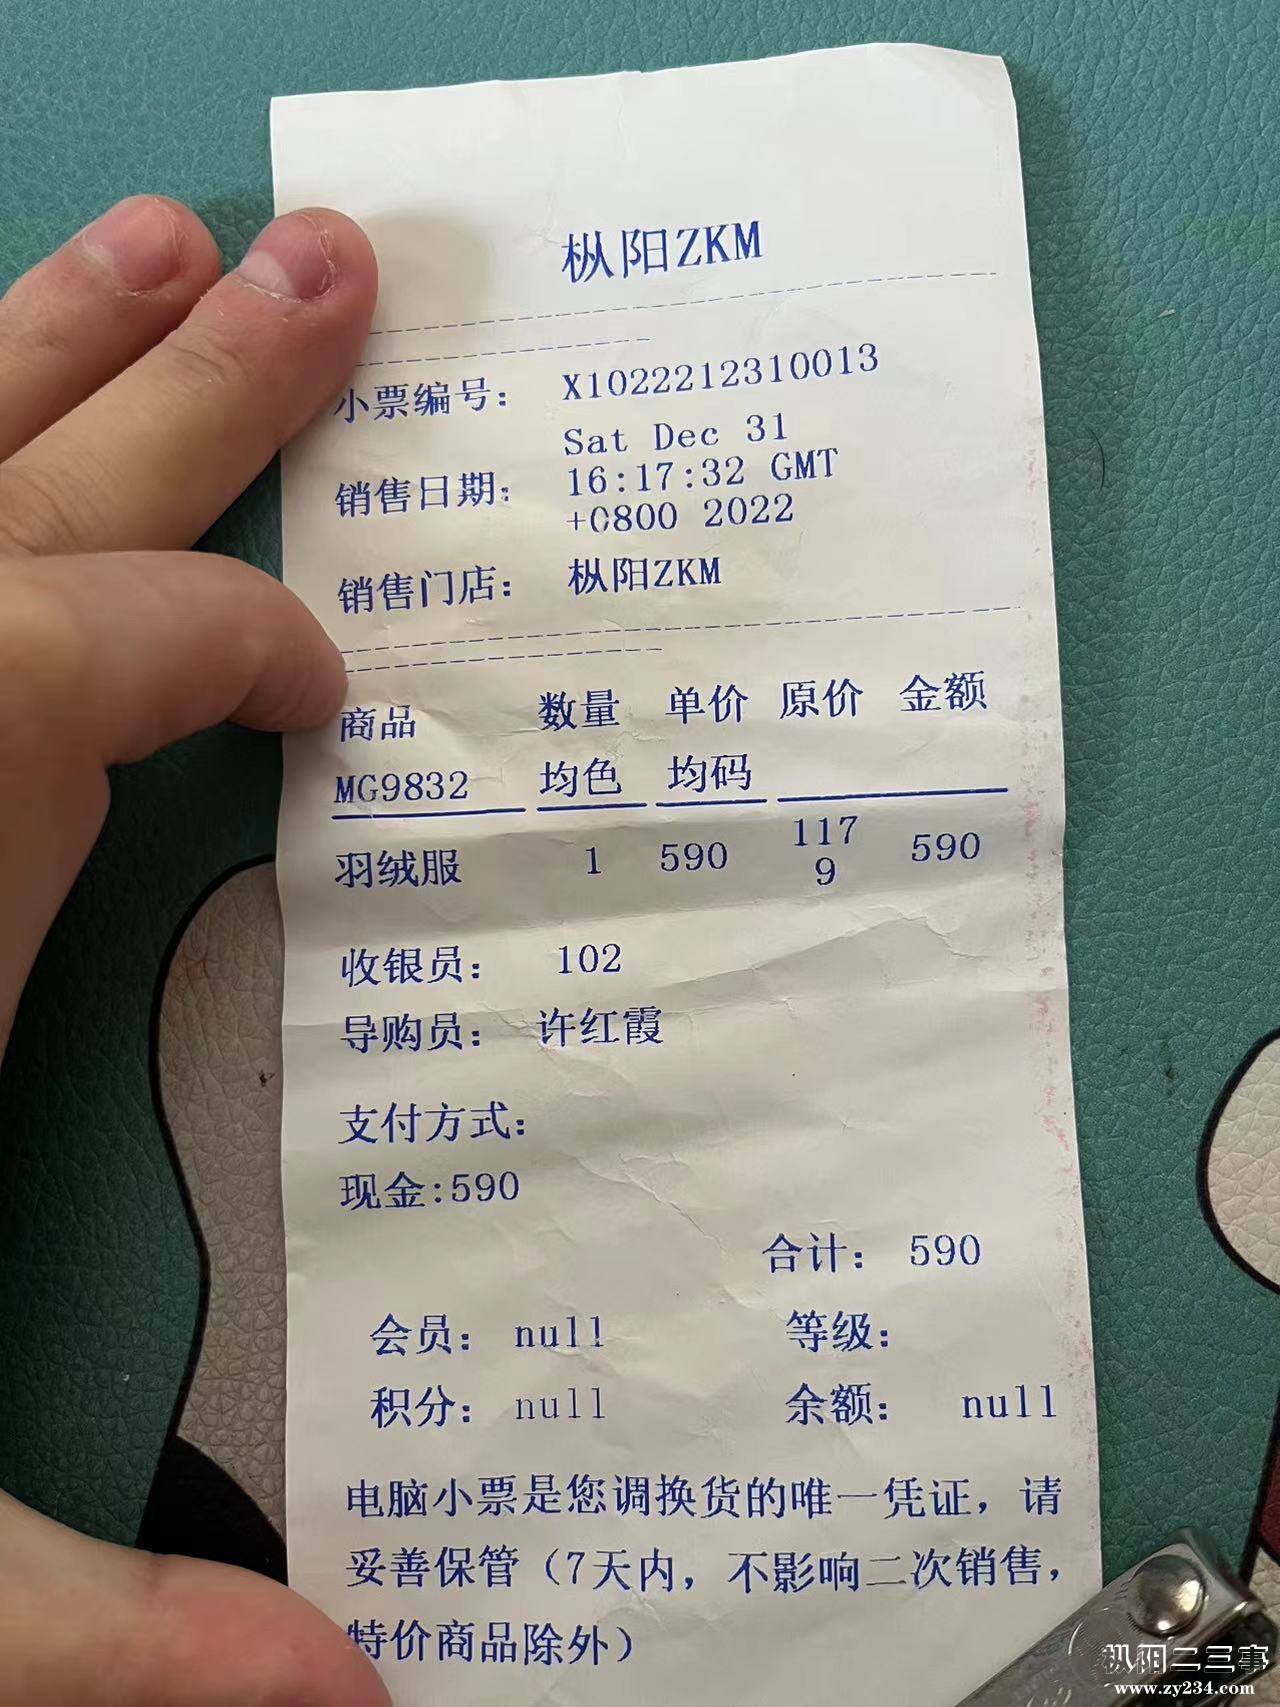 枞阳ZKM
小票编号： X1022212310013
销售日期： Sat Dec 31
16:17:32 GMT
+0800 2022
销售门店： 枞阳ZKM
商品 数量 单价 原价 金额
MG9832 均色 均码
羽绒服 1 590 1179 590
收银员： 102
导购员： 许红霞
支付方式：
现金:590
合计： 590
会员： null 等级：
积分： null 余额： null
电脑小票是您调换货的唯一凭证，请
妥善保管（7天内，不影响二次销售，
特价商品除外）
枞阳二三事
www.zy234.com